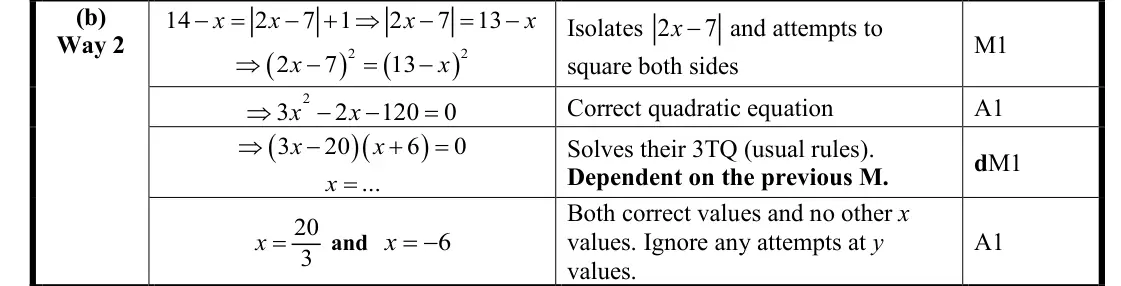 (b)
Way 2
14 − x = |2x − 7| + 1 ⇒ |2x − 7| = 13 − x
⇒ (2x − 7)² = (13 − x)²
Isolates |2x − 7| and attempts to
square both sides
M1
⇒ 3x² − 2x − 120 = 0
Correct quadratic equation
A1
⇒ (3x − 20)(x + 6) = 0
x = ...
Solves their 3TQ (usual rules).
Dependent on the previous M.
dM1
x = 20/3 and x = −6
Both correct values and no other x
values. Ignore any attempts at y
values.
A1